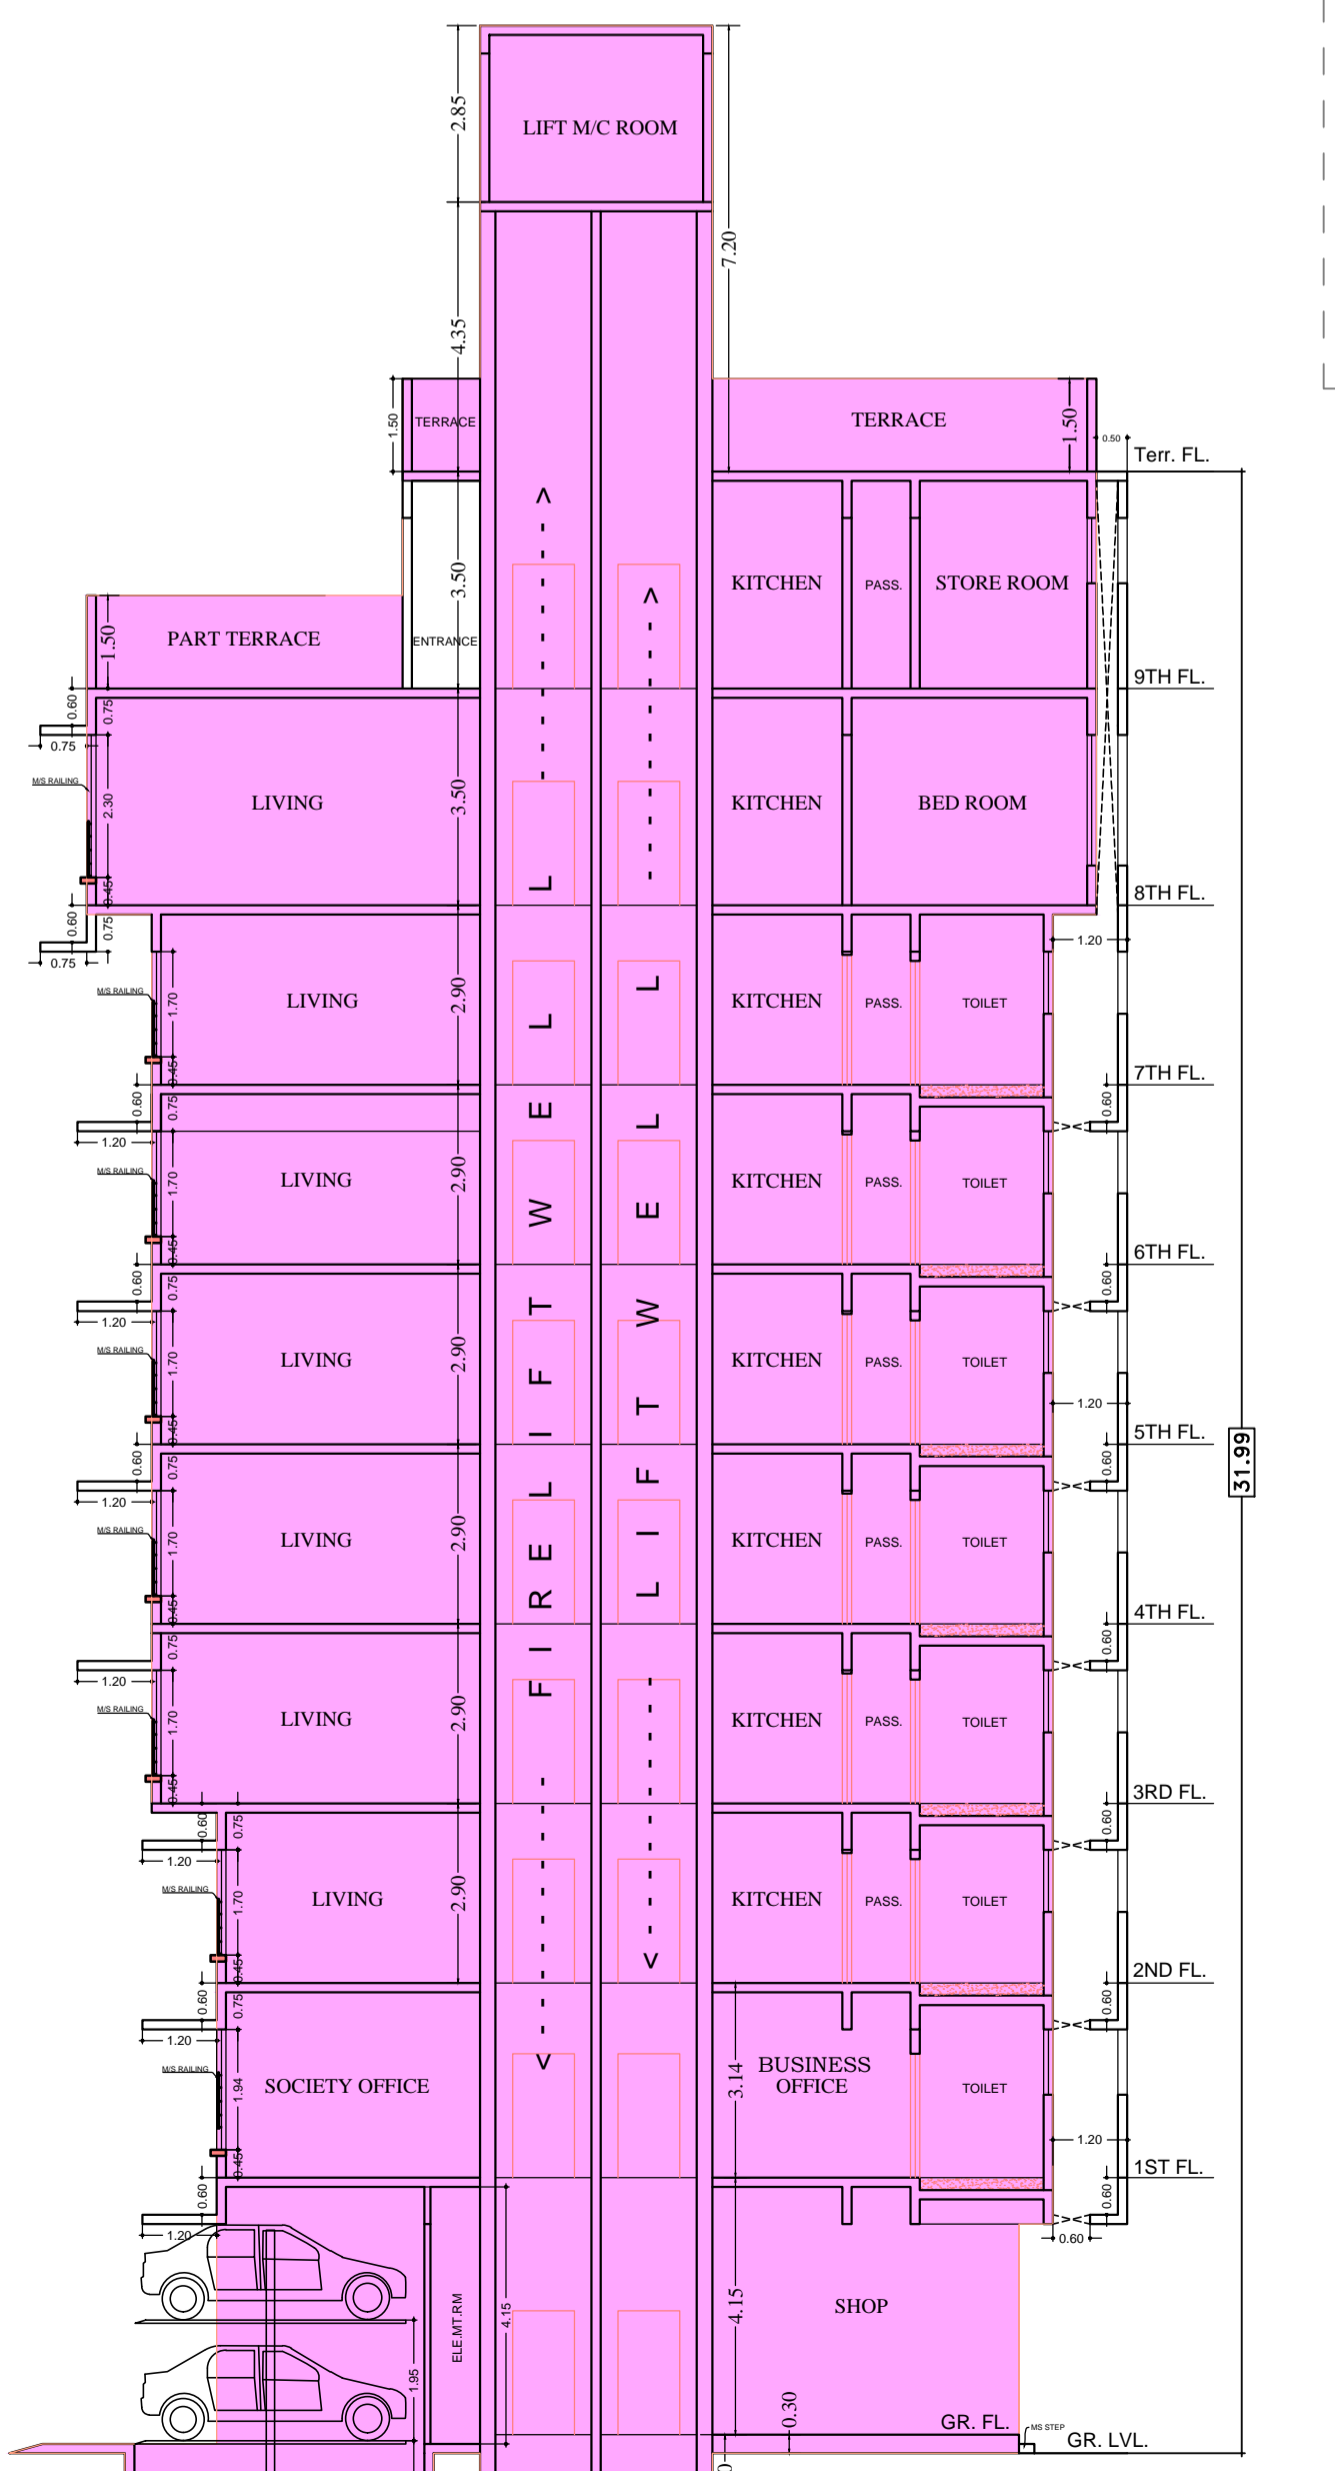 2.85
LIFT M/C ROOM
7.20
4.35
1.50
TERRACE
TERRACE
1.50
0.50
Terr. FL.
3.50
KITCHEN
PASS.
STORE ROOM
1.50
PART TERRACE
ENTRANCE
9TH FL.
0.60
0.75
0.75
M/S RAILING
2.30
LIVING
3.50
KITCHEN
BED ROOM
0.45
8TH FL.
0.60
0.75
0.75
1.20
M/S RAILING
1.70
LIVING
2.90
KITCHEN
PASS.
TOILET
0.45
7TH FL.
0.60
0.75
0.60
1.20
M/S RAILING
1.70
LIVING
2.90
KITCHEN
PASS.
TOILET
0.45
6TH FL.
0.60
0.75
0.60
1.20
M/S RAILING
1.70
LIVING
2.90
KITCHEN
PASS.
TOILET
1.20
0.45
5TH FL.
31.99
0.60
0.75
0.60
1.20
M/S RAILING
1.70
LIVING
2.90
KITCHEN
PASS.
TOILET
0.45
4TH FL.
0.60
0.75
0.60
1.20
M/S RAILING
1.70
LIVING
2.90
KITCHEN
PASS.
TOILET
0.45
3RD FL.
FIRE LIFT WELL
LIFT WELL
0.60
0.75
0.60
1.20
M/S RAILING
1.70
LIVING
2.90
KITCHEN
PASS.
TOILET
0.45
2ND FL.
0.60
0.75
0.60
1.20
M/S RAILING
1.94
SOCIETY OFFICE
3.14
BUSINESS
OFFICE
TOILET
1.20
0.45
1ST FL.
0.60
0.60
1.20
0.60
ELE.MT.RM
4.15
4.15
SHOP
1.95
0.30
GR. FL.
MS STEP
GR. LVL.